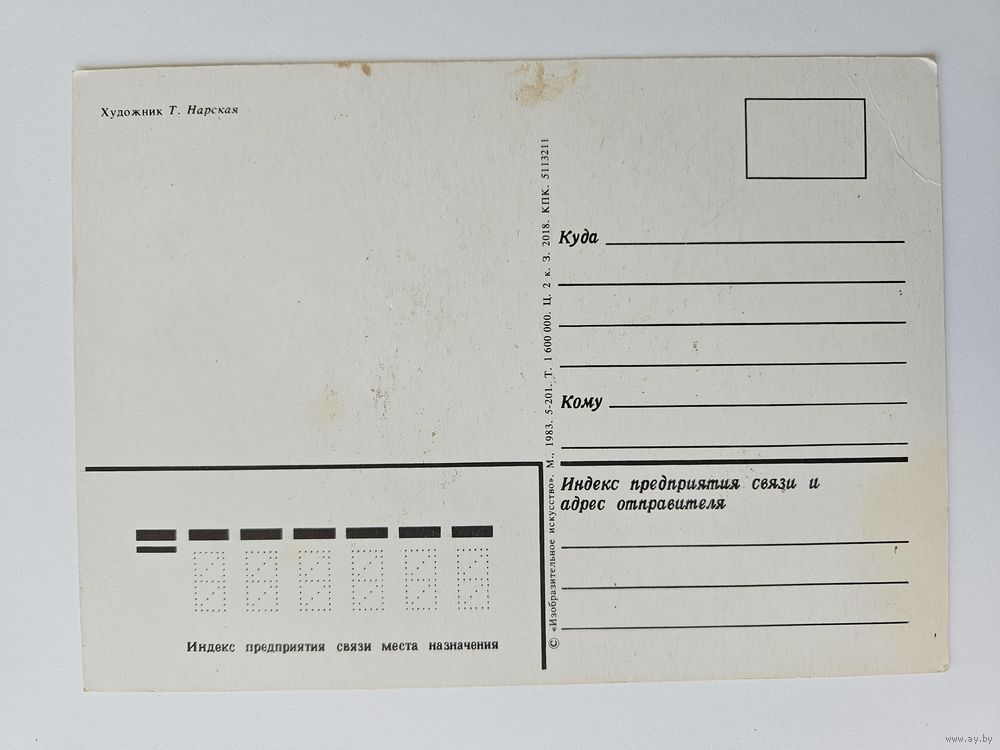 Художник Т. Нарская
Куда
Кому
Индекс предприятия связи и
адрес отправителя
© «Изобразительное искусство». М., 1983. 5-201. Т. 1 600 000. Ц. 2 к. З. 2018. КПК. 5113211
Индекс предприятия связи места назначения
www.ay.by